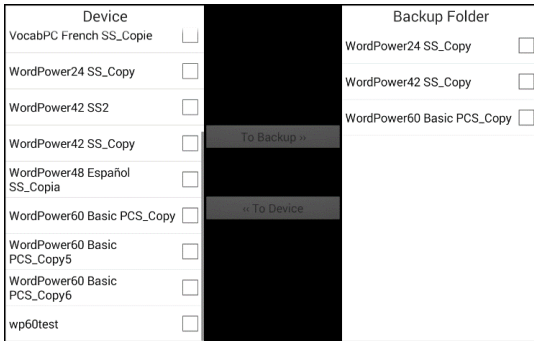 Device
VocabPC French SS_Copie
WordPower24 SS_Copy
WordPower42 SS2
WordPower42 SS_Copy
WordPower48 Español
SS_Copia
WordPower60 Basic PCS_Copy
WordPower60 Basic
PCS_Copy5
WordPower60 Basic
PCS_Copy6
wp60test
To Backup »
« To Device
Backup Folder
WordPower24 SS_Copy
WordPower42 SS_Copy
WordPower60 Basic PCS_Copy